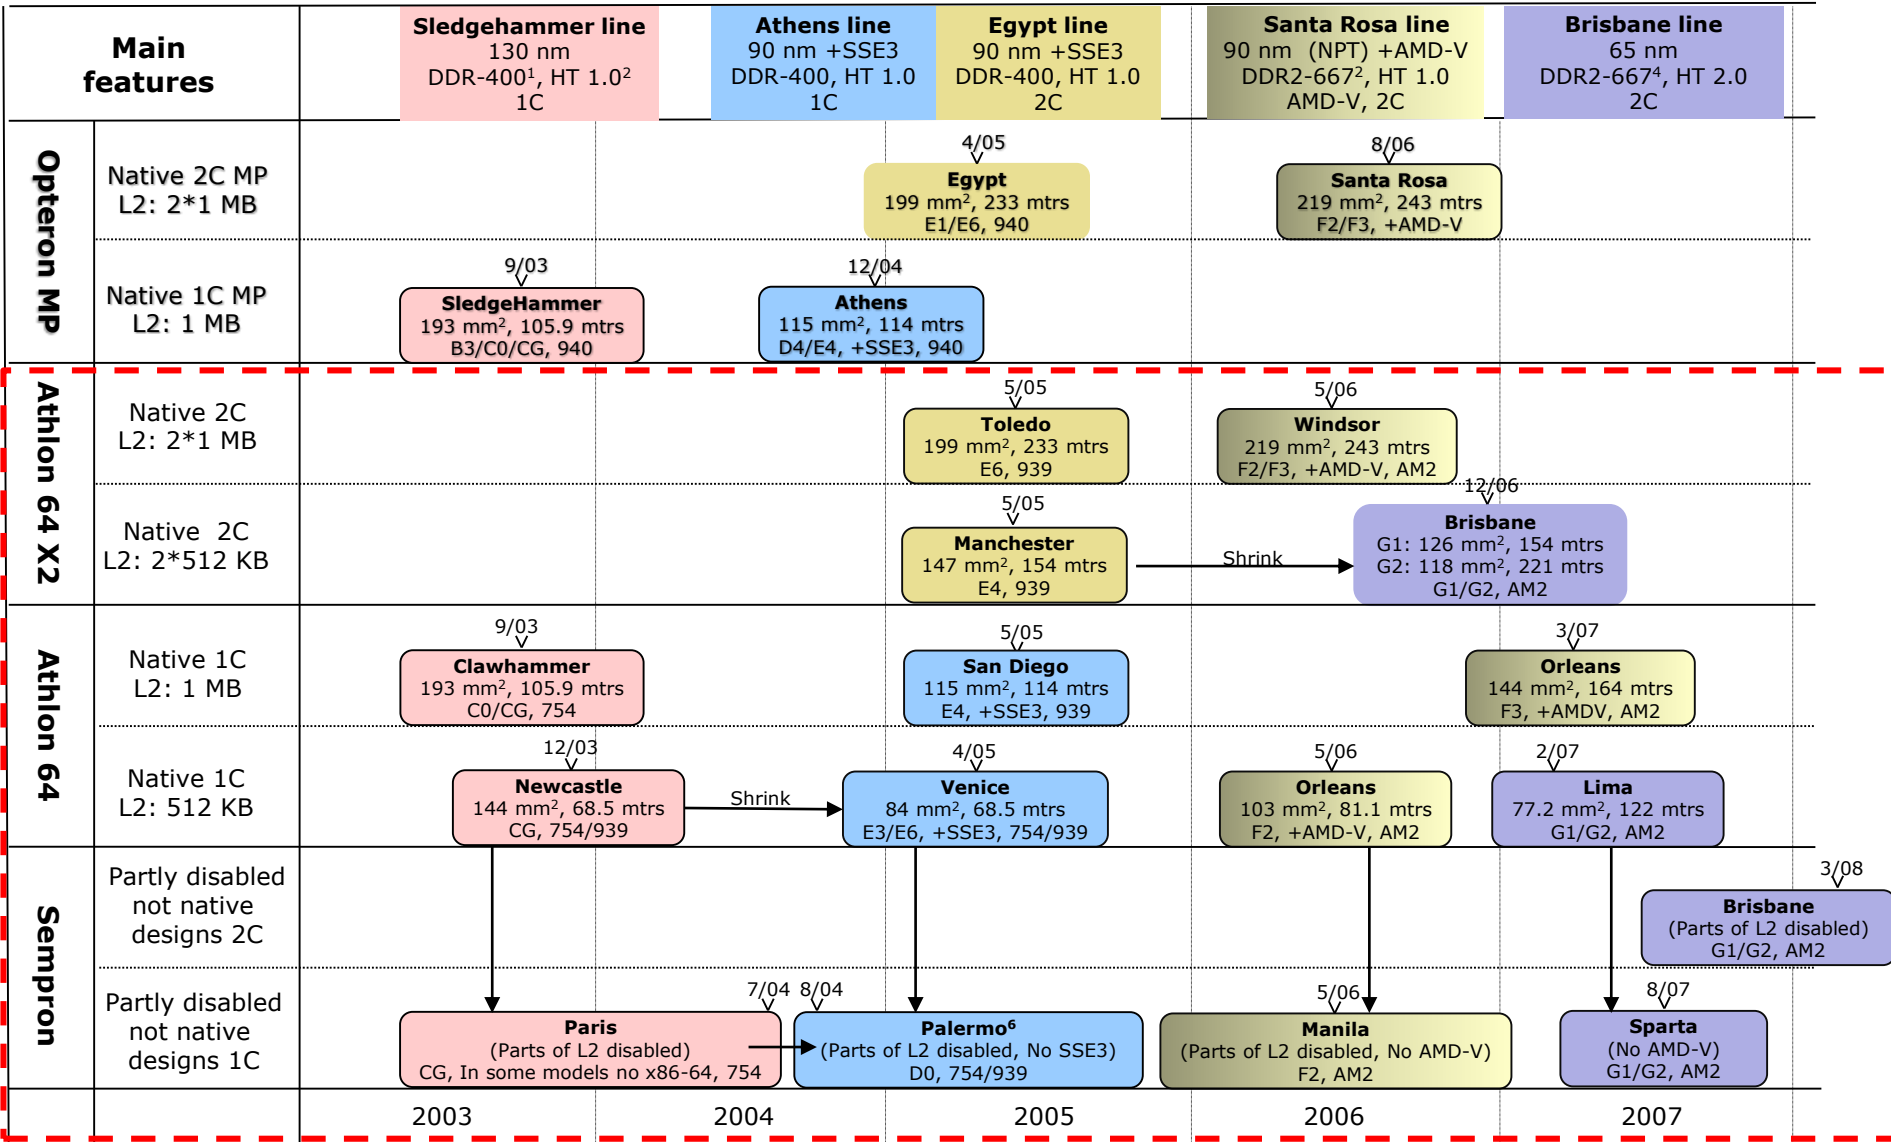 Main
features
Sledgehammer line
130 nm
DDR-400¹, HT 1.0²
1C
Athens line
90 nm +SSE3
DDR-400, HT 1.0
1C
Egypt line
90 nm +SSE3
DDR-400, HT 1.0
2C
Santa Rosa line
90 nm (NPT) +AMD-V
DDR2-667², HT 1.0
AMD-V, 2C
Brisbane line
65 nm
DDR2-667⁴, HT 2.0
2C
Opteron MP
Native 2C MP
L2: 2*1 MB
4/05
Egypt
199 mm², 233 mtrs
E1/E6, 940
8/06
Santa Rosa
219 mm², 243 mtrs
F2/F3, +AMD-V
Native 1C MP
L2: 1 MB
9/03
SledgeHammer
193 mm², 105.9 mtrs
B3/C0/CG, 940
12/04
Athens
115 mm², 114 mtrs
D4/E4, +SSE3, 940
Athlon 64 X2
Native 2C
L2: 2*1 MB
5/05
Toledo
199 mm², 233 mtrs
E6, 939
5/06
Windsor
219 mm², 243 mtrs
F2/F3, +AMD-V, AM2
Native 2C
L2: 2*512 KB
5/05
Manchester
147 mm², 154 mtrs
E4, 939
Shrink
12/06
Brisbane
G1: 126 mm², 154 mtrs
G2: 118 mm², 221 mtrs
G1/G2, AM2
Athlon 64
Native 1C
L2: 1 MB
9/03
Clawhammer
193 mm², 105.9 mtrs
C0/CG, 754
5/05
San Diego
115 mm², 114 mtrs
E4, +SSE3, 939
3/07
Orleans
144 mm², 164 mtrs
F3, +AMDV, AM2
Native 1C
L2: 512 KB
12/03
Newcastle
144 mm², 68.5 mtrs
CG, 754/939
Shrink
4/05
Venice
84 mm², 68.5 mtrs
E3/E6, +SSE3, 754/939
5/06
Orleans
103 mm², 81.1 mtrs
F2, +AMD-V, AM2
2/07
Lima
77.2 mm², 122 mtrs
G1/G2, AM2
Sempron
Partly disabled
not native
designs 2C
3/08
Brisbane
(Parts of L2 disabled)
G1/G2, AM2
Partly disabled
not native
designs 1C
7/04
Paris
(Parts of L2 disabled)
CG, In some models no x86-64, 754
8/04
Palermo⁶
(Parts of L2 disabled, No SSE3)
D0, 754/939
5/06
Manila
(Parts of L2 disabled, No AMD-V)
F2, AM2
8/07
Sparta
(No AMD-V)
G1/G2, AM2
2003
2004
2005
2006
2007